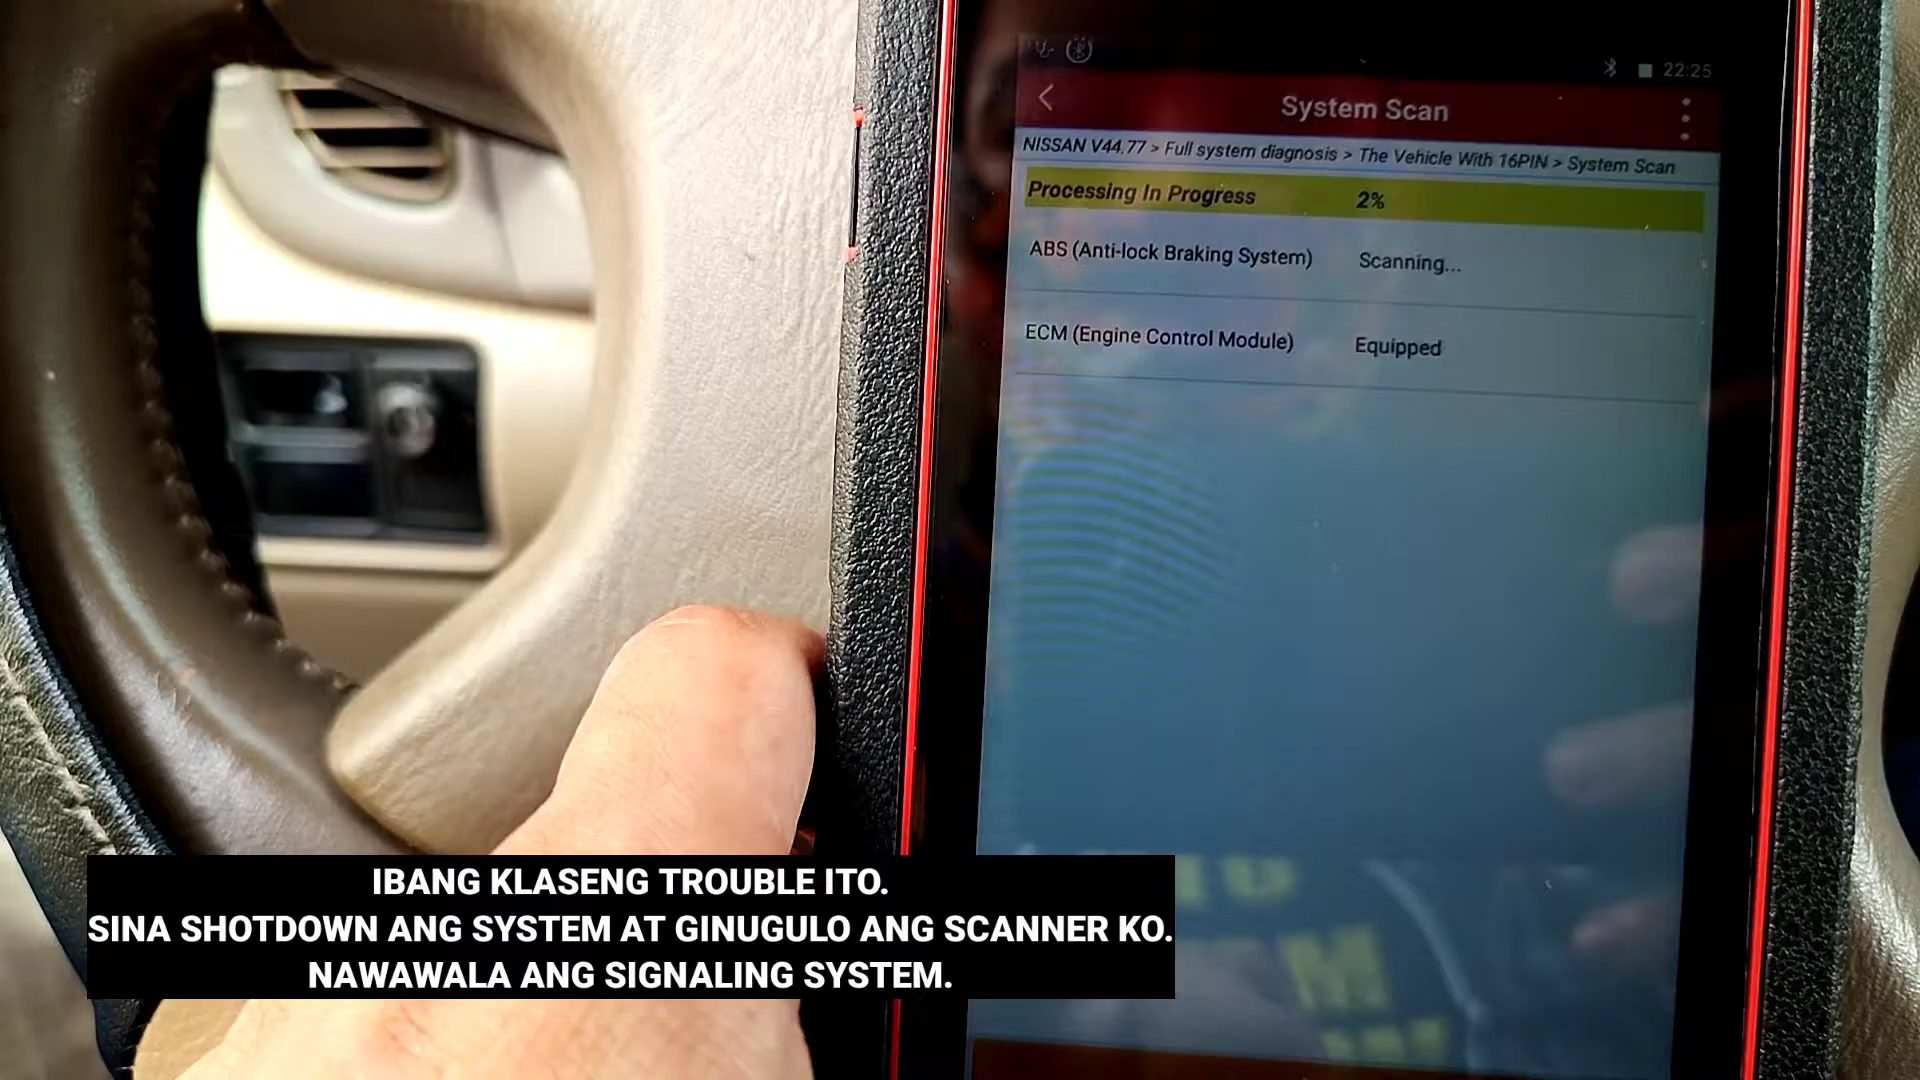 22:25
System Scan
NISSAN V44.77 > Full system diagnosis > The Vehicle With 16PIN > System Scan
Processing In Progress 2%
ABS (Anti-lock Braking System) Scanning...
ECM (Engine Control Module) Equipped
IBANG KLASENG TROUBLE ITO.
SINA SHOTDOWN ANG SYSTEM AT GINUGULO ANG SCANNER KO.
NAWAWALA ANG SIGNALING SYSTEM.